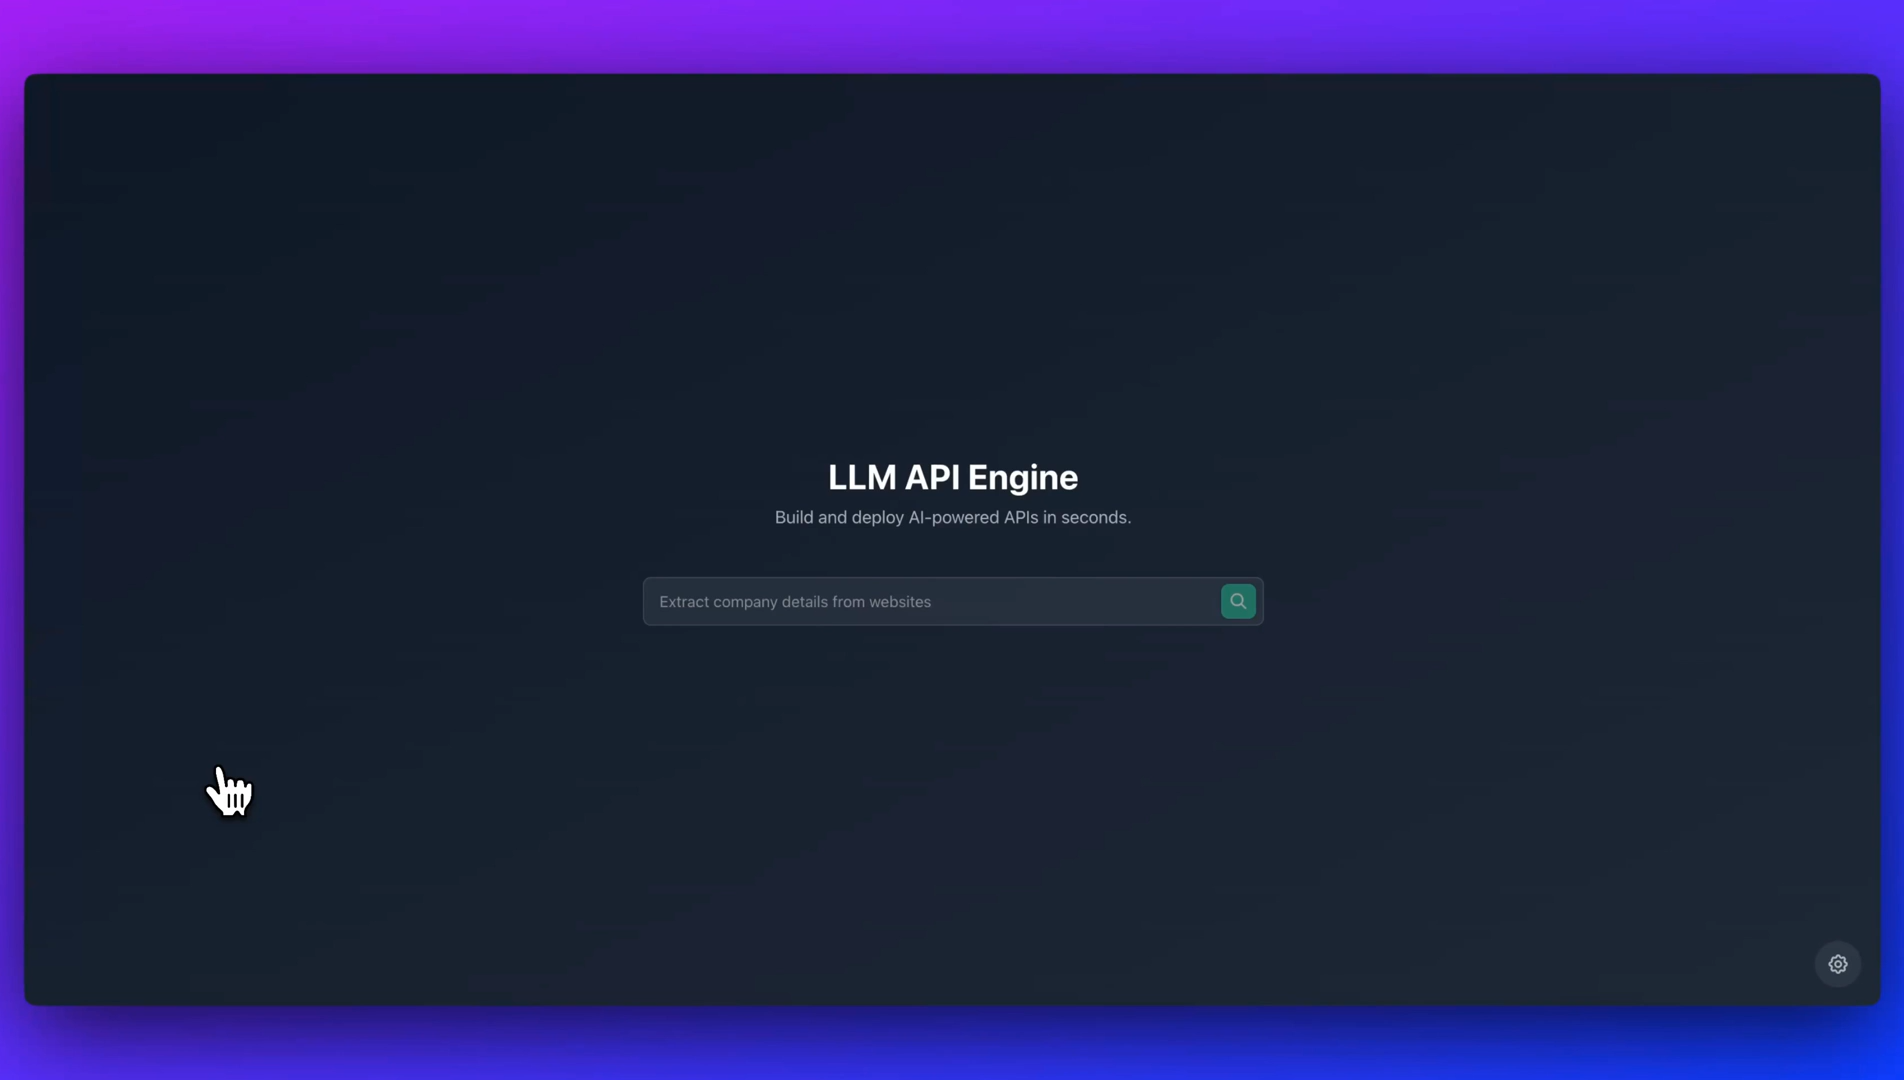 LLM API Engine
Build and deploy AI-powered APIs in seconds.
Extract company details from websites